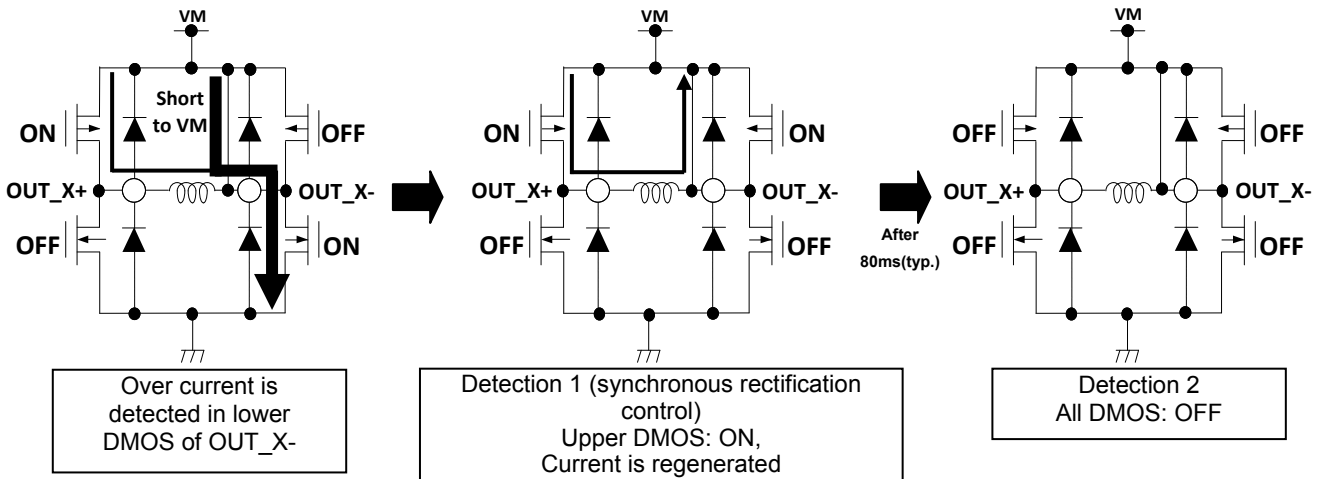 VM
Short
to VM
ON
OFF
OUT_X+
OUT_X-
OFF
ON
Over current is
detected in lower
DMOS of OUT_X-
VM
ON
ON
OUT_X+
OUT_X-
OFF
OFF
Detection 1 (synchronous rectification
control)
Upper DMOS: ON,
Current is regenerated
After
80ms(typ.)
VM
OFF
OFF
OUT_X+
OUT_X-
OFF
OFF
Detection 2
All DMOS: OFF